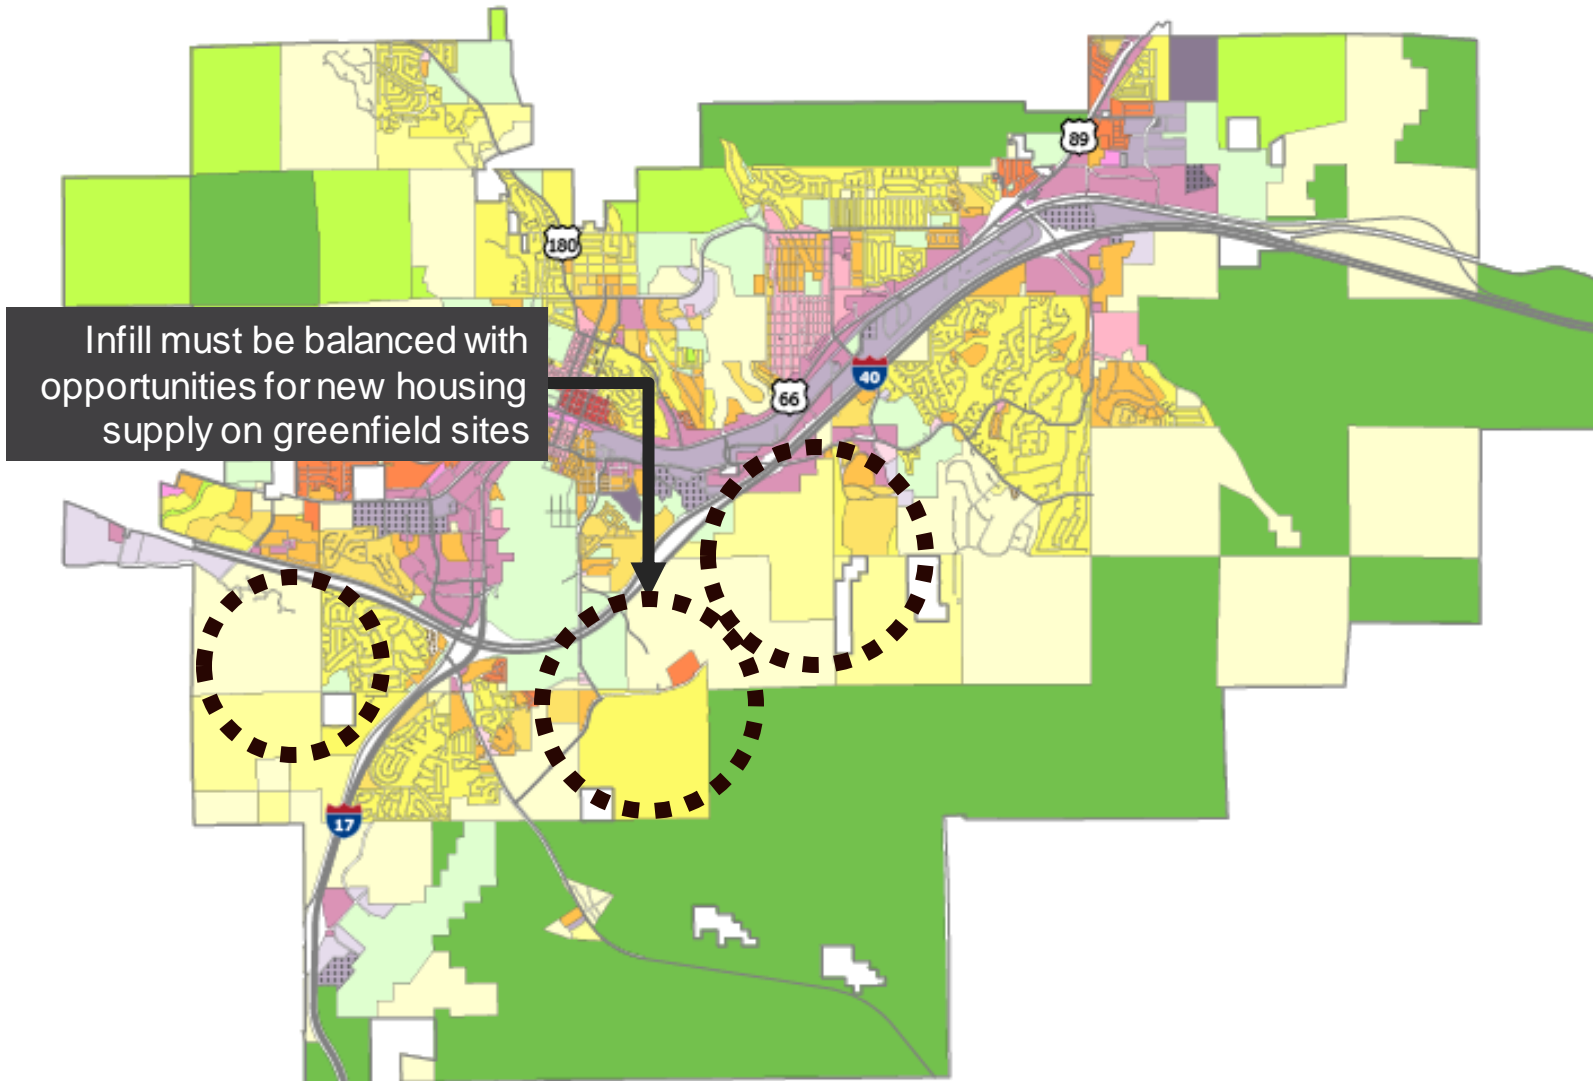 89
180
Infill must be balanced with
opportunities for new housing
supply on greenfield sites
40
66
17